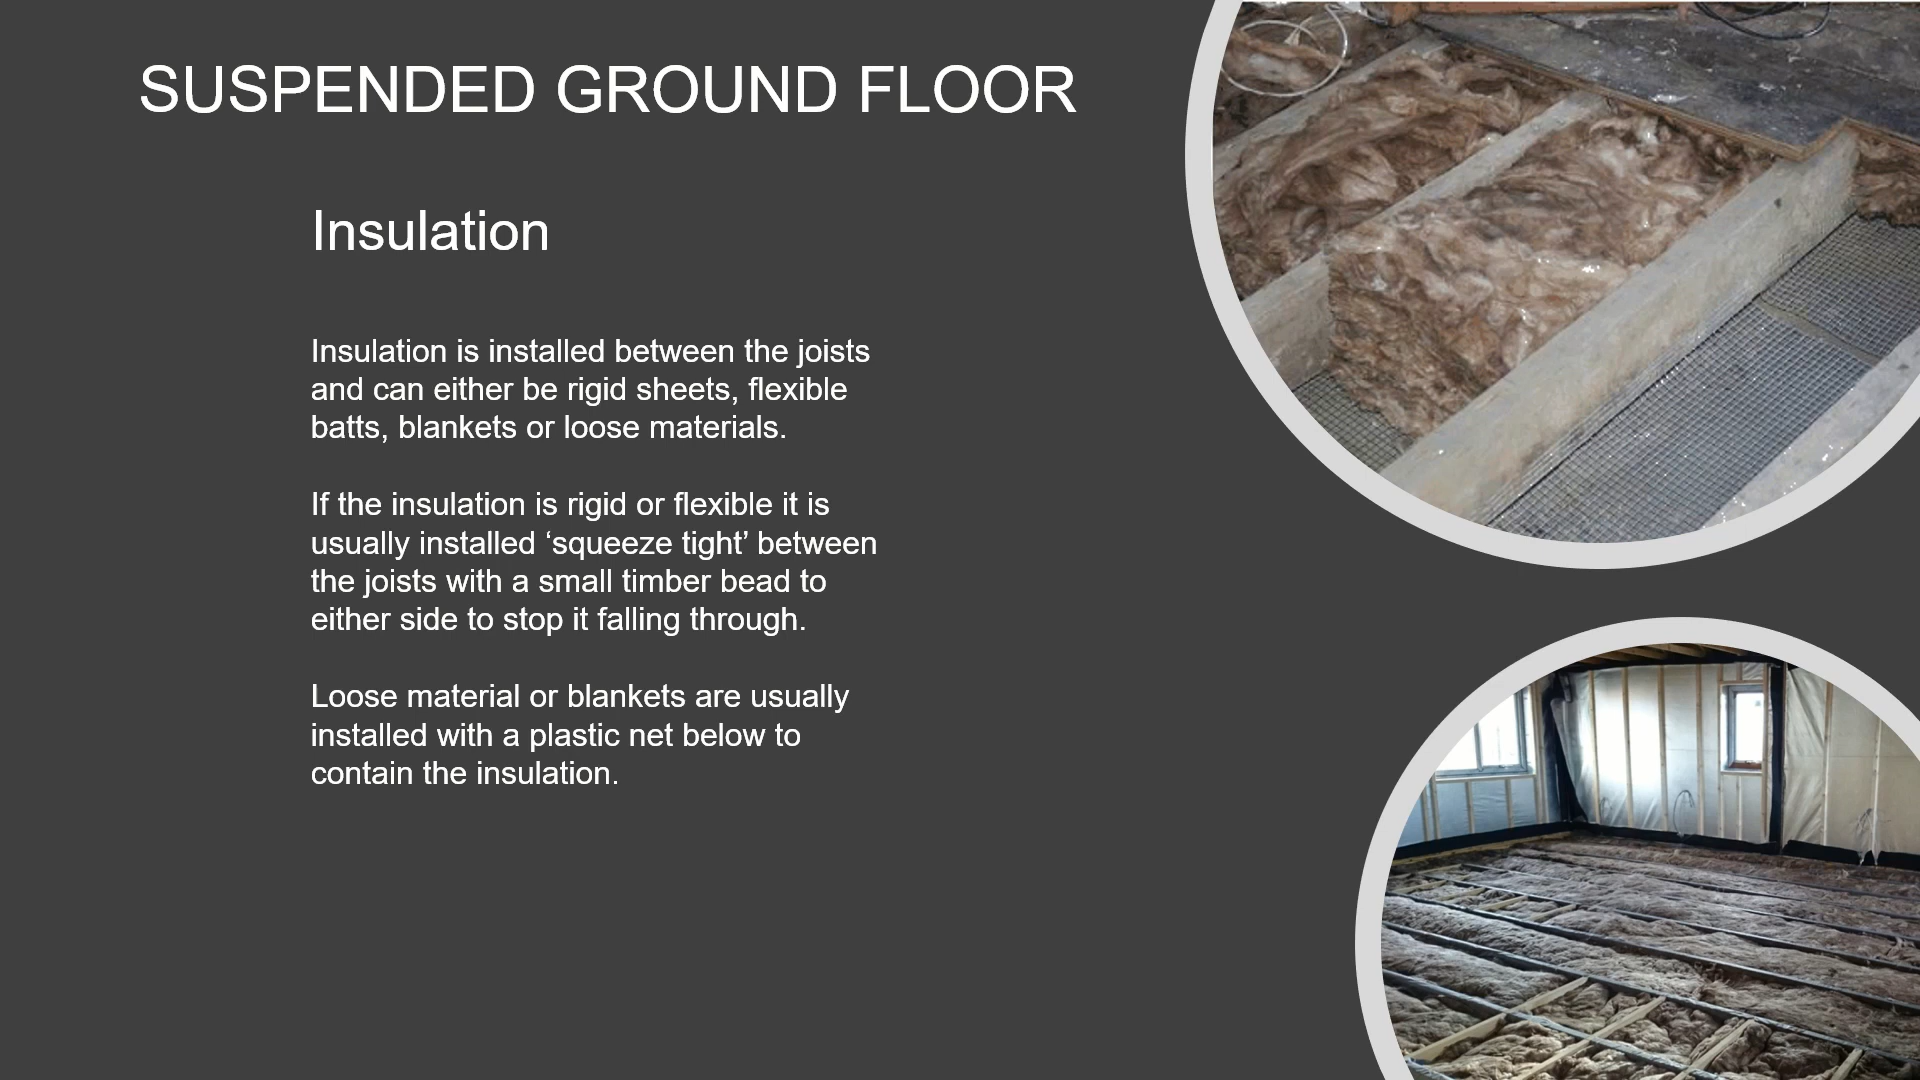 SUSPENDED GROUND FLOOR
Insulation
Insulation is installed between the joists
and can either be rigid sheets, flexible
batts, blankets or loose materials.
If the insulation is rigid or flexible it is
usually installed ‘squeeze tight’ between
the joists with a small timber bead to
either side to stop it falling through.
Loose material or blankets are usually
installed with a plastic net below to
contain the insulation.